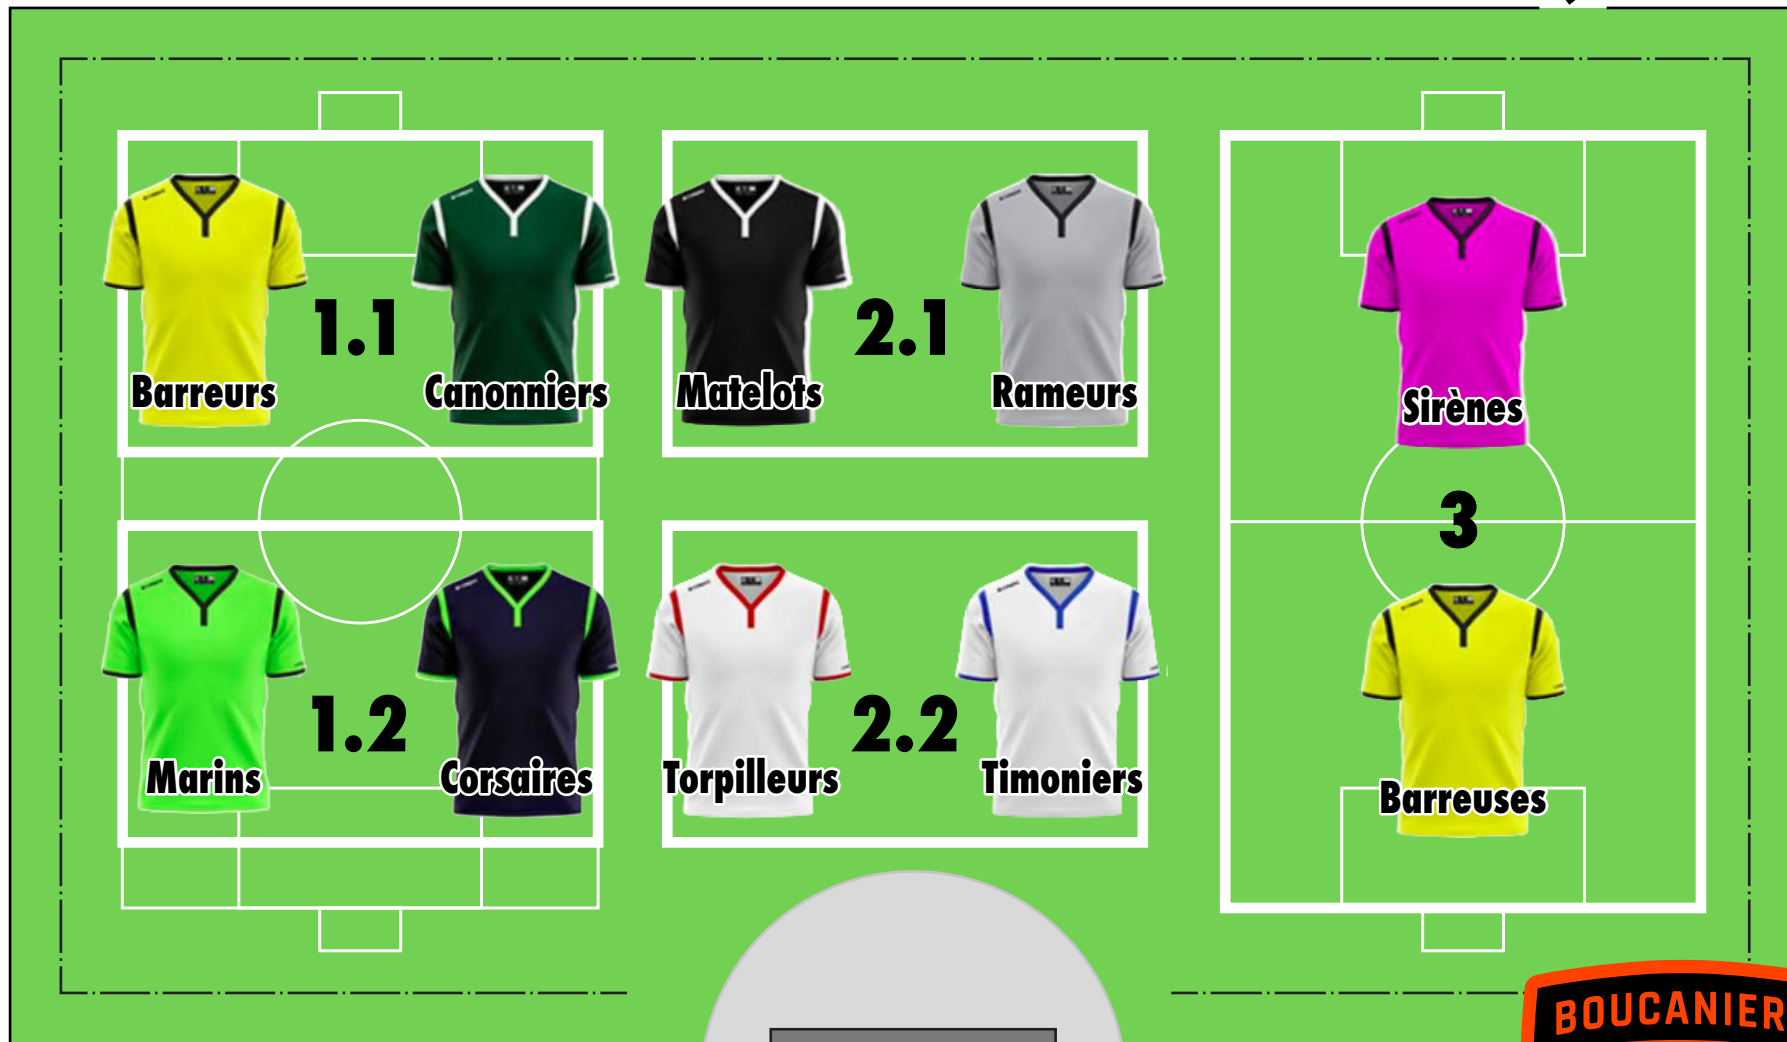 1.1
Barreurs
Canonniers
2.1
Matelots
Rameurs
Sirènes
3
1.2
Marins
Corsaires
2.2
Torpilleurs
Timoniers
Barreuses
BOUCANIER